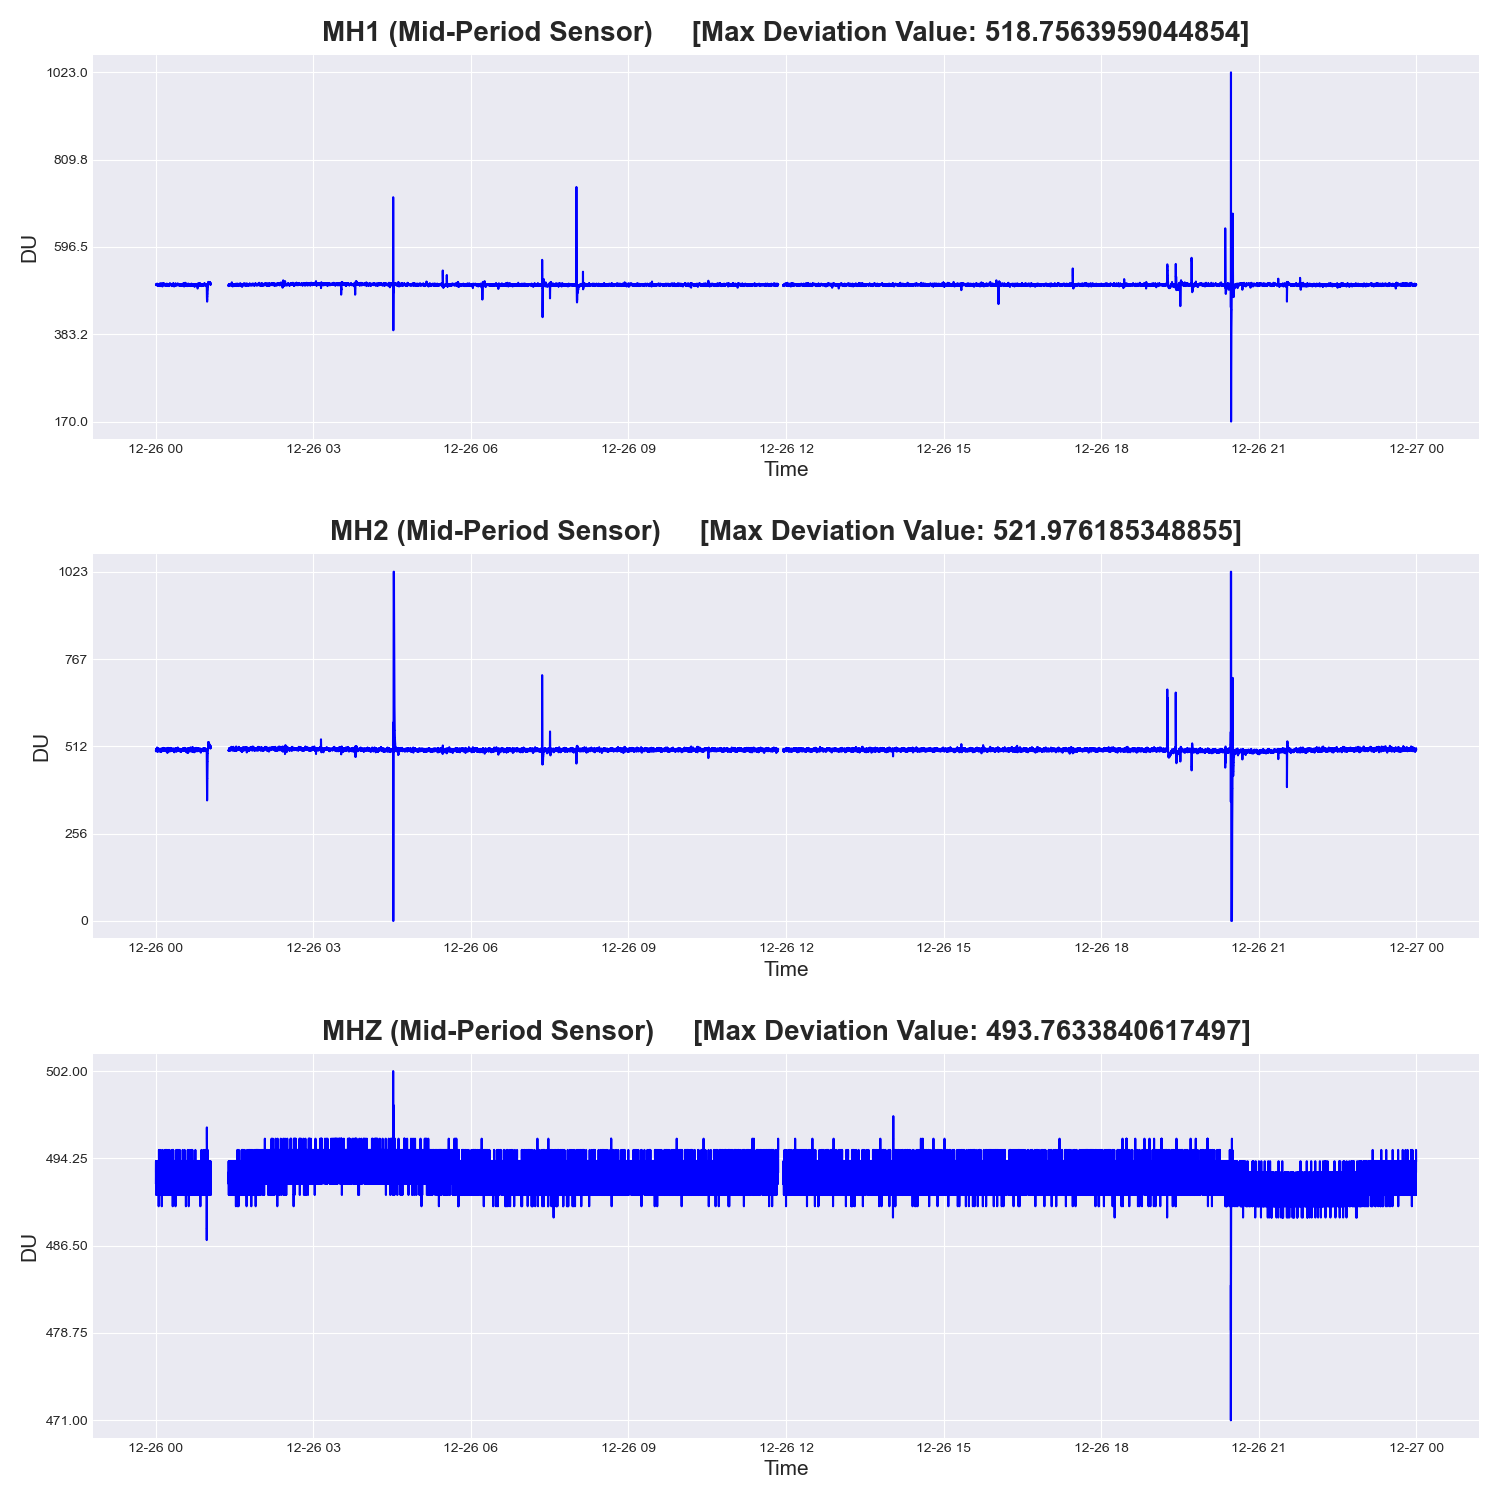 MH1 (Mid-Period Sensor) [Max Deviation Value: 518.7563959044854]
1023.0
809.8
596.5
383.2
170.0
DU
12-26 00 12-26 03 12-26 06 12-26 09 12-26 12 12-26 15 12-26 18 12-26 21 12-27 00
Time
MH2 (Mid-Period Sensor) [Max Deviation Value: 521.976185348855]
1023
767
512
256
0
DU
12-26 00 12-26 03 12-26 06 12-26 09 12-26 12 12-26 15 12-26 18 12-26 21 12-27 00
Time
MHZ (Mid-Period Sensor) [Max Deviation Value: 493.7633840617497]
502.00
494.25
486.50
478.75
471.00
DU
12-26 00 12-26 03 12-26 06 12-26 09 12-26 12 12-26 15 12-26 18 12-26 21 12-27 00
Time